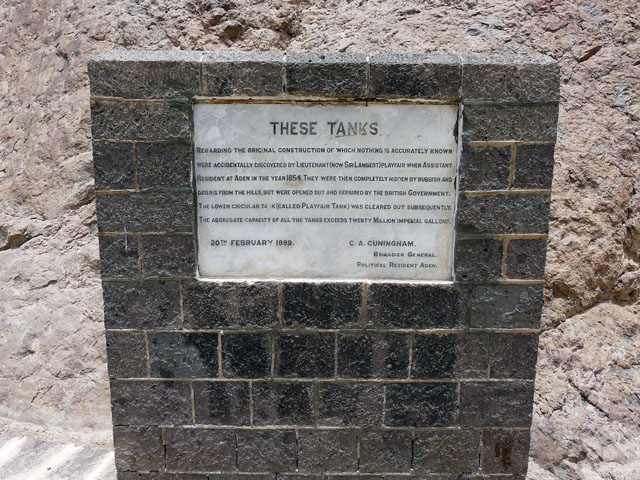 THESE TANKS.
REGARDING THE ORIGINAL CONSTRUCTION OF WHICH NOTHING IS ACCURATELY KNOWN
WERE ACCIDENTALLY DISCOVERED BY LIEUTENANT (NOW SIR LAMBERT) PLAYFAIR WHEN ASSISTANT
RESIDENT AT ADEN IN THE YEAR 1854. THEY WERE THEN COMPLETELY HIDDEN BY RUBBISH AND
DEBRIS FROM THE HILLS, BUT WERE OPENED OUT AND REPAIRED BY THE BRITISH GOVERNMENT.
THE LOWER CIRCULAR TANK (CALLED PLAYFAIR TANK) WAS CLEARED OUT SUBSEQUENTLY.
THE AGGREGATE CAPACITY OF ALL THE TANKS EXCEEDS TWENTY MILLION IMPERIAL GALLONS.
20TH FEBRUARY 1899.
C. A. CUNINGHAM.
BRIGADIER GENERAL.
POLITICAL RESIDENT ADEN.